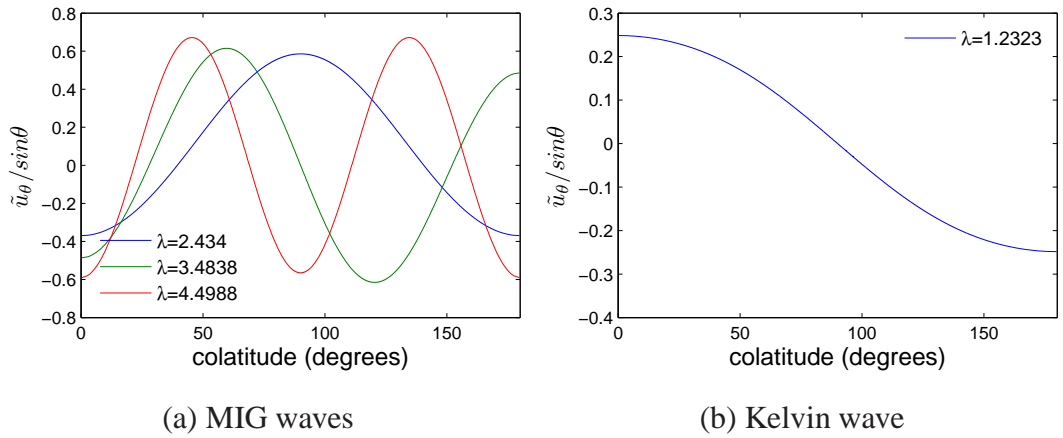 0.8
0.6
0.4
0.2
0
−0.2
−0.4
−0.6
−0.8
0
50
100
150
ũ_θ/sinθ
colatitude (degrees)
λ=2.434
λ=3.4838
λ=4.4988
(a) MIG waves
0.3
0.2
0.1
0
−0.1
−0.2
−0.3
−0.4
0
50
100
150
ũ_θ/sinθ
colatitude (degrees)
λ=1.2323
(b) Kelvin wave